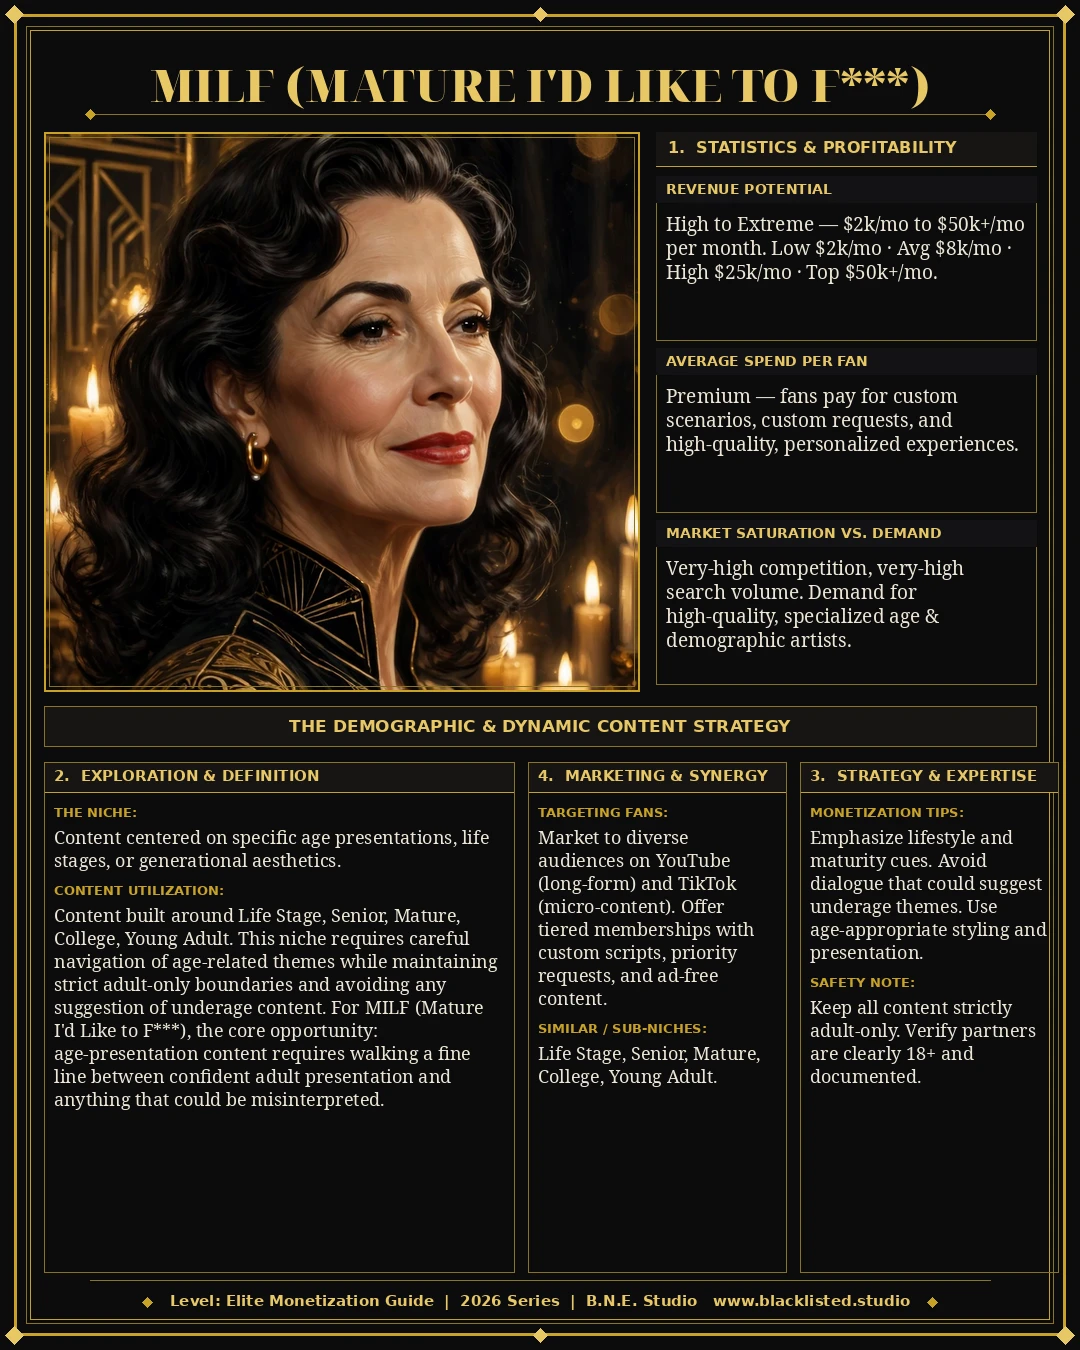 MILF (MATURE I'D LIKE TO F***)
1. STATISTICS & PROFITABILITY
REVENUE POTENTIAL
High to Extreme — $2k/mo to $50k+/mo
per month. Low $2k/mo · Avg $8k/mo ·
High $25k/mo · Top $50k+/mo.
AVERAGE SPEND PER FAN
Premium — fans pay for custom
scenarios, custom requests, and
high-quality, personalized experiences.
MARKET SATURATION VS. DEMAND
Very-high competition, very-high
search volume. Demand for
high-quality, specialized age &
demographic artists.
THE DEMOGRAPHIC & DYNAMIC CONTENT STRATEGY
2. EXPLORATION & DEFINITION
THE NICHE:
Content centered on specific age presentations, life
stages, or generational aesthetics.
CONTENT UTILIZATION:
Content built around Life Stage, Senior, Mature,
College, Young Adult. This niche requires careful
navigation of age-related themes while maintaining
strict adult-only boundaries and avoiding any
suggestion of underage content. For MILF (Mature
I'd Like to F***), the core opportunity:
age-presentation content requires walking a fine
line between confident adult presentation and
anything that could be misinterpreted.
4. MARKETING & SYNERGY
TARGETING FANS:
Market to diverse
audiences on YouTube
(long-form) and TikTok
(micro-content). Offer
tiered memberships with
custom scripts, priority
requests, and ad-free
content.
SIMILAR / SUB-NICHES:
Life Stage, Senior, Mature,
College, Young Adult.
3. STRATEGY & EXPERTISE
MONETIZATION TIPS:
Emphasize lifestyle and
maturity cues. Avoid
dialogue that could suggest
underage themes. Use
age-appropriate styling and
presentation.
SAFETY NOTE:
Keep all content strictly
adult-only. Verify partners
are clearly 18+ and
documented.
Level: Elite Monetization Guide | 2026 Series | B.N.E. Studio www.blacklisted.studio